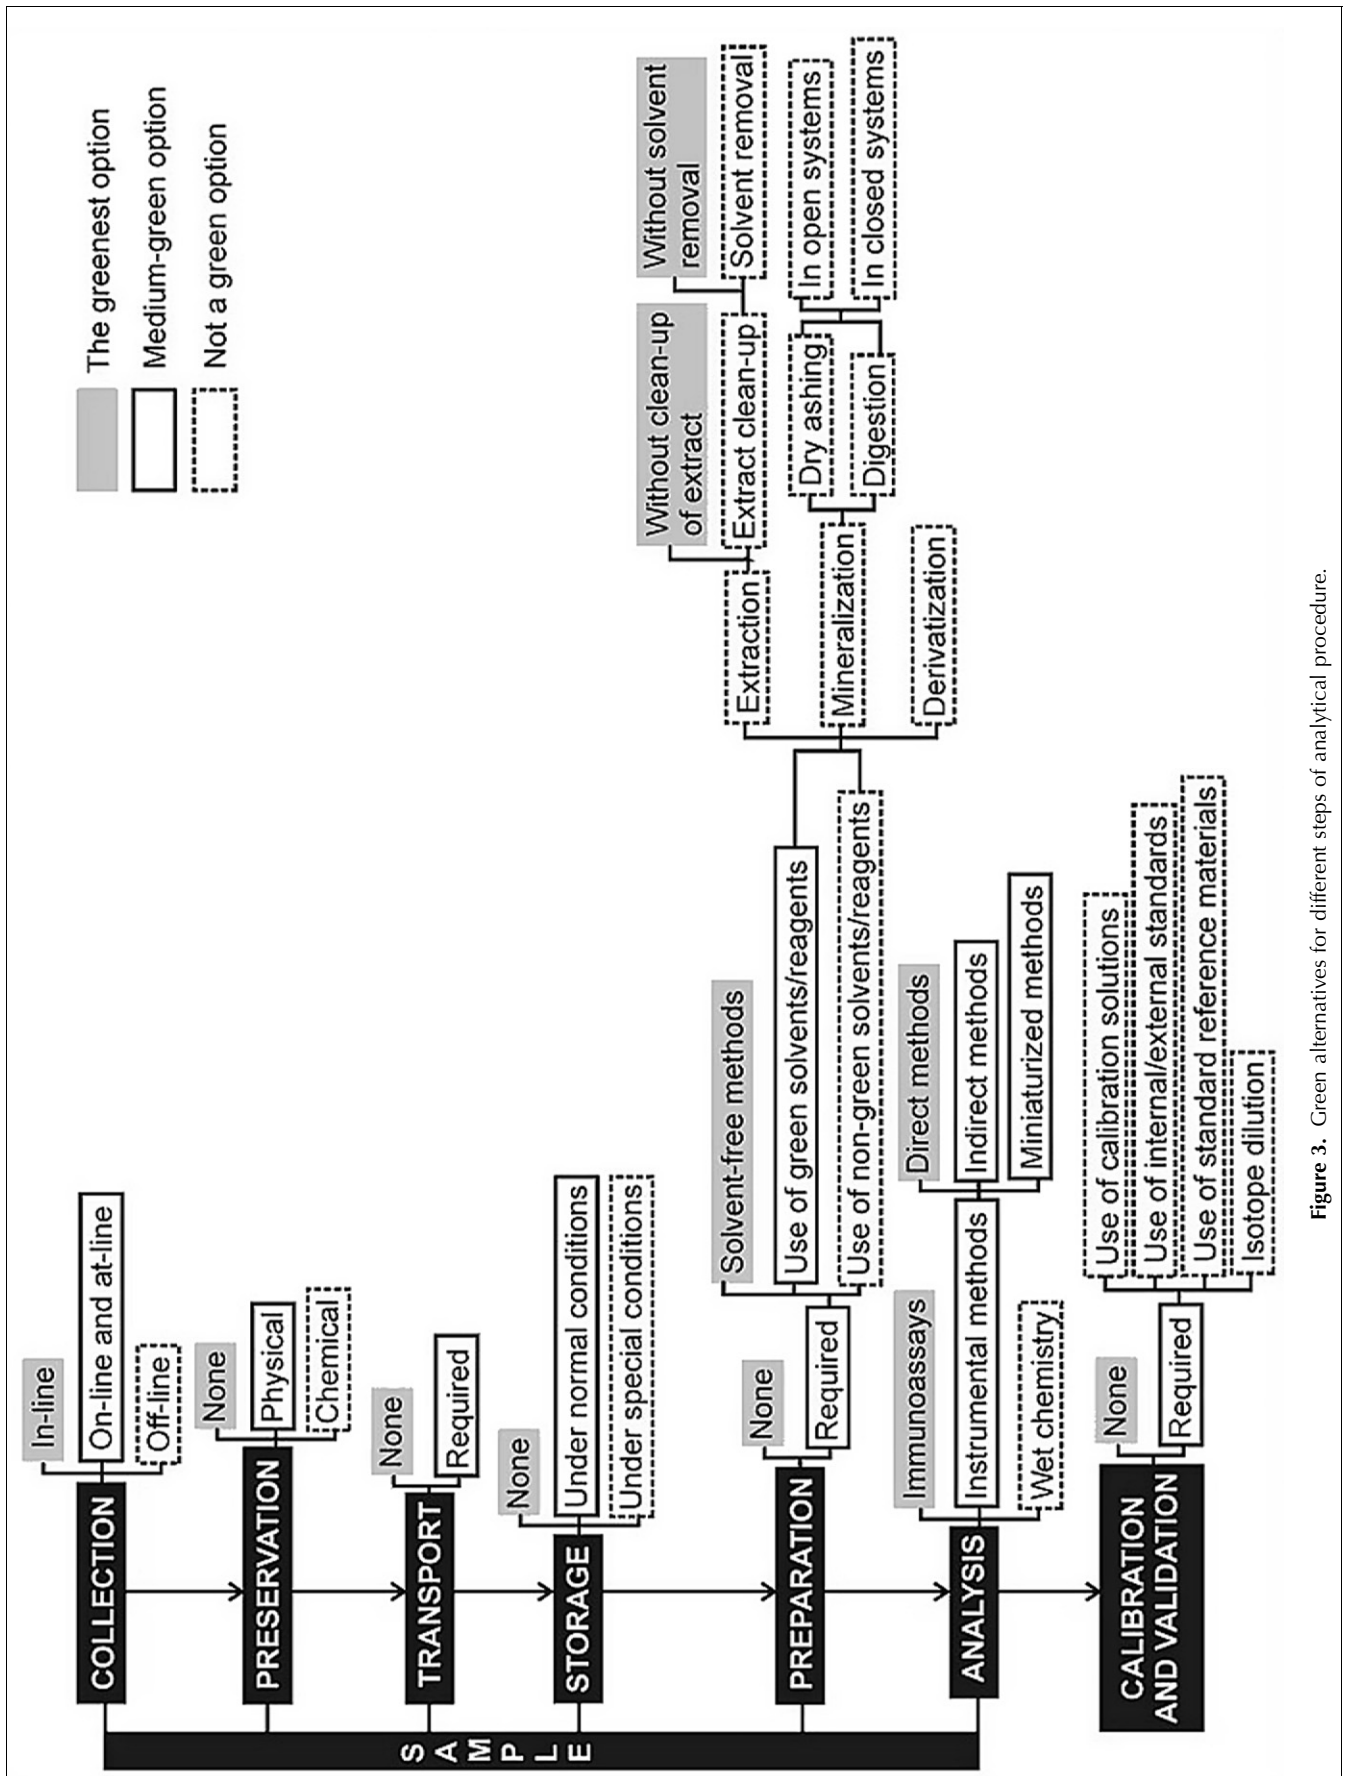 The greenest option
Medium-green option
Not a green option
S
A
M
P
L
E
COLLECTION
In-line
On-line and at-line
Off-line
PRESERVATION
None
Physical
Chemical
TRANSPORT
None
Required
STORAGE
None
Under normal conditions
Under special conditions
PREPARATION
None
Required
Solvent-free methods
Use of green solvents/reagents
Use of non-green solvents/reagents
Extraction
Without clean-up
of extract
Extract clean-up
Without solvent
removal
Solvent removal
Mineralization
Dry ashing
Digestion
In open systems
In closed systems
Derivatization
ANALYSIS
Immunoassays
Instrumental methods
Wet chemistry
Direct methods
Indirect methods
Miniaturized methods
CALIBRATION
AND VALIDATION
None
Required
Use of calibration solutions
Use of internal/external standards
Use of standard reference materials
Isotope dilution
Figure 3. Green alternatives for different steps of analytical procedure.